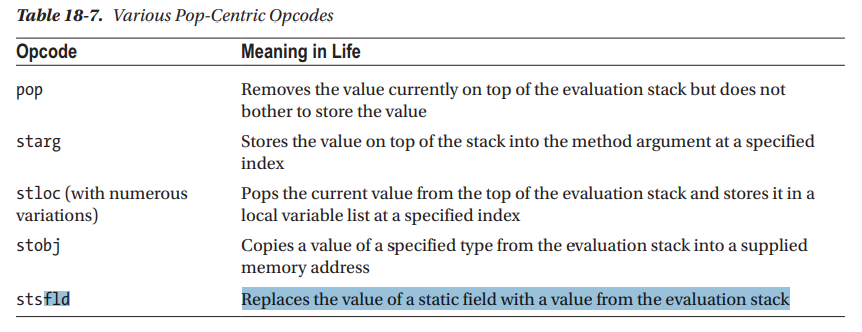 Table 18-7. Various Pop-Centric Opcodes
Opcode Meaning in Life
pop Removes the value currently on top of the evaluation stack but does not
bother to store the value
starg Stores the value on top of the stack into the method argument at a specified
index
stloc (with numerous Pops the current value from the top of the evaluation stack and stores it in a
variations) local variable list at a specified index
stobj Copies a value of a specified type from the evaluation stack into a supplied
memory address
stsfld Replaces the value of a static field with a value from the evaluation stack